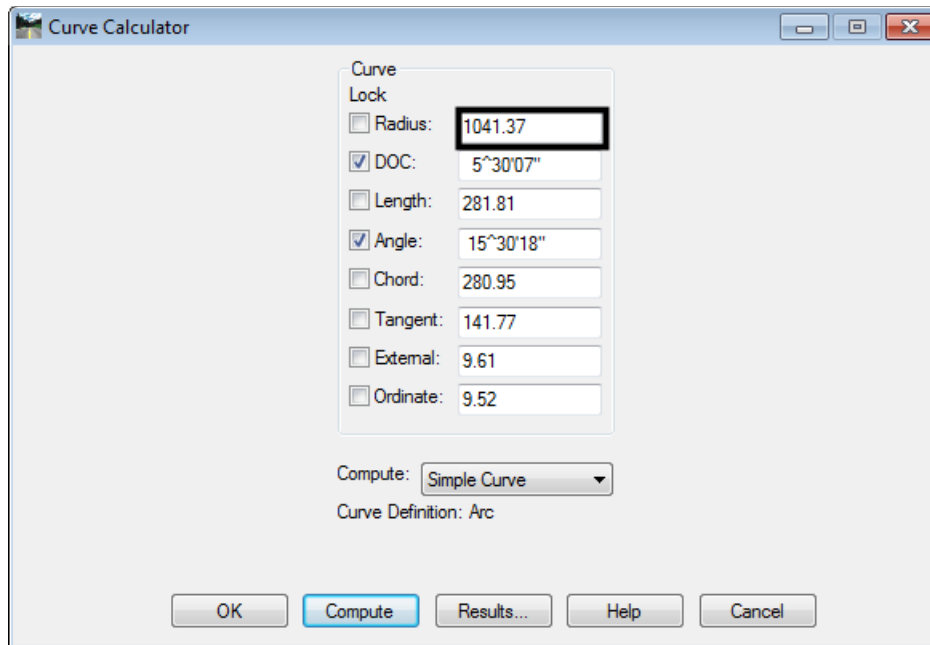 Curve Calculator
Curve
Lock
Radius: 1041.37
DOC: 5^30'07"
Length: 281.81
Angle: 15^30'18"
Chord: 280.95
Tangent: 141.77
External: 9.61
Ordinate: 9.52
Compute: Simple Curve
Curve Definition: Arc
OK Compute Results... Help Cancel